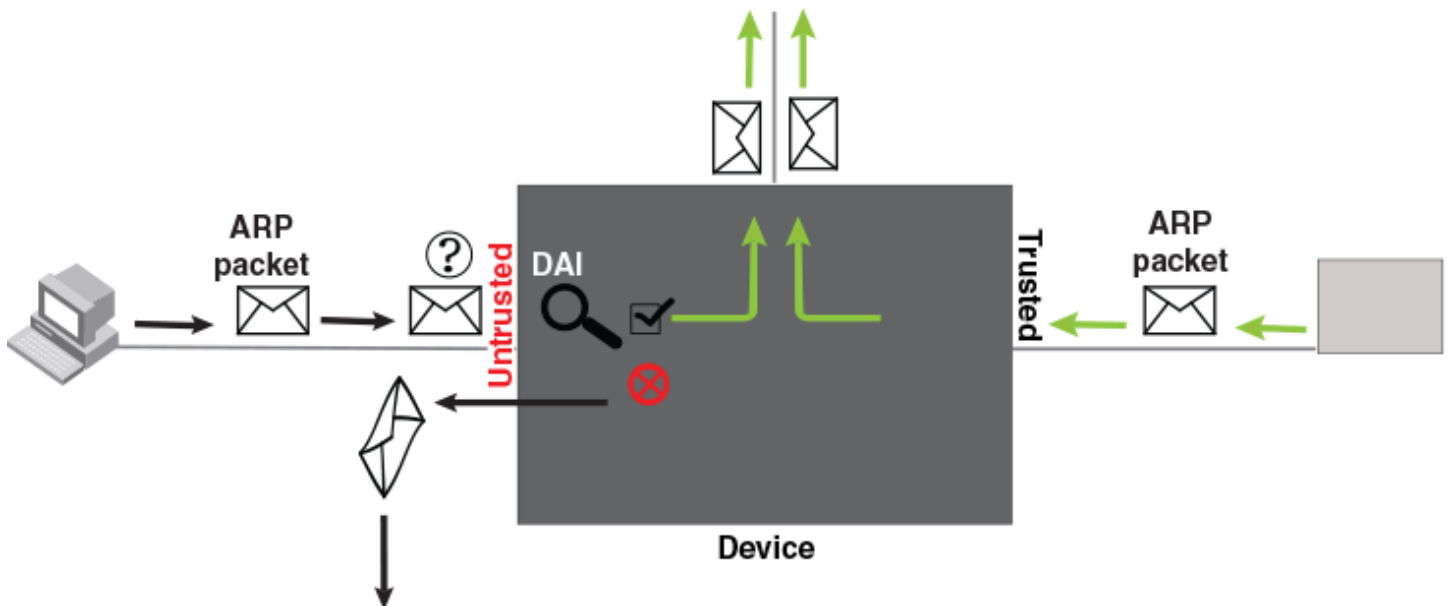 ARP
packet
?
Untrusted
DAI
Trusted
ARP
packet
Device